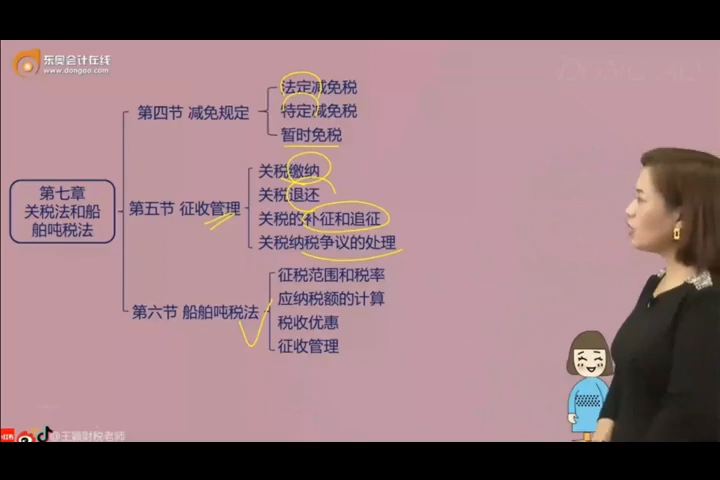 东奥会计在线
www.dongao.com
第七章
关税法和船
舶吨税法
第四节 减免规定
法定减免税
特定减免税
暂时免税
第五节 征收管理
关税缴纳
关税退还
关税的补征和追征
关税纳税争议的处理
第六节 船舶吨税法
征税范围和税率
应纳税额的计算
税收优惠
征收管理
小红书
@王颖财税老师